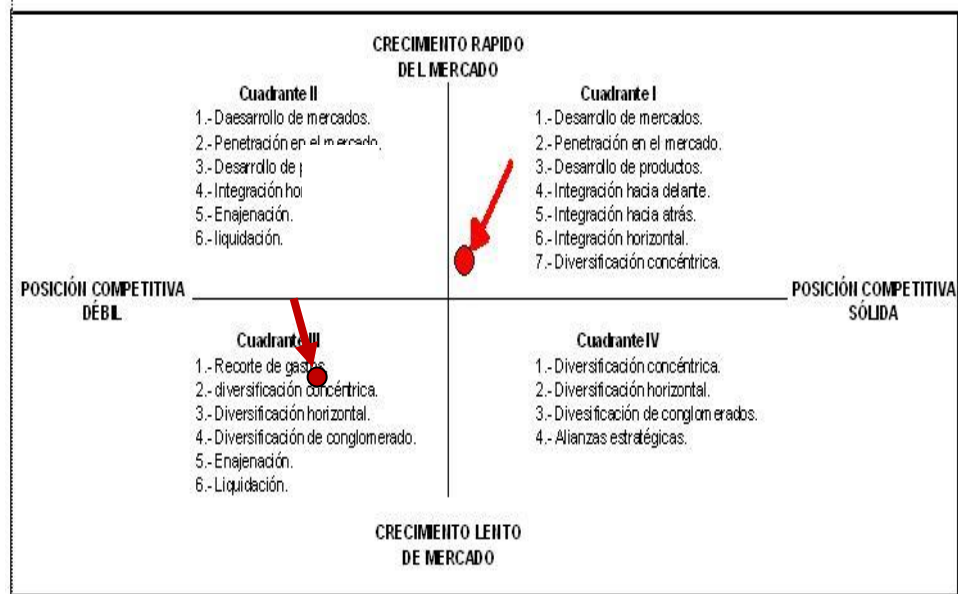 CRECIMIENTO RAPIDO
DEL MERCADO
Cuadrante II
1.- Daesarrollo de mercados.
2.- Penetración en el mercado.
3.- Desarrollo de
4.- Integración
5.- Enajenación.
6.- liquidación.
Cuadrante I
1.- Desarrollo de mercados.
2.- Penetración en el mercado.
3.- Desarrollo de productos.
4.- Integración hacia delante.
5.- Integración hacia atrás.
6.- Integración horizontal.
7.- Diversificación concéntrica.
POSICIÓN COMPETITIVA
DÉBIL
POSICIÓN COMPETITIVA
SÓLIDA
Cuadrante III
1.- Recorte de gastos
2.- diversificación concéntrica.
3.- Diversificación horizontal.
4.- Diversificación de conglomerado.
5.- Enajenación.
6.- Liquidación.
Cuadrante IV
1.- Diversificación concéntrica.
2.- Diversificación horizontal.
3.- Divesificación de conglomerados.
4.- Alianzas estratégicas.
CRECIMIENTO LENTO
DE MERCADO